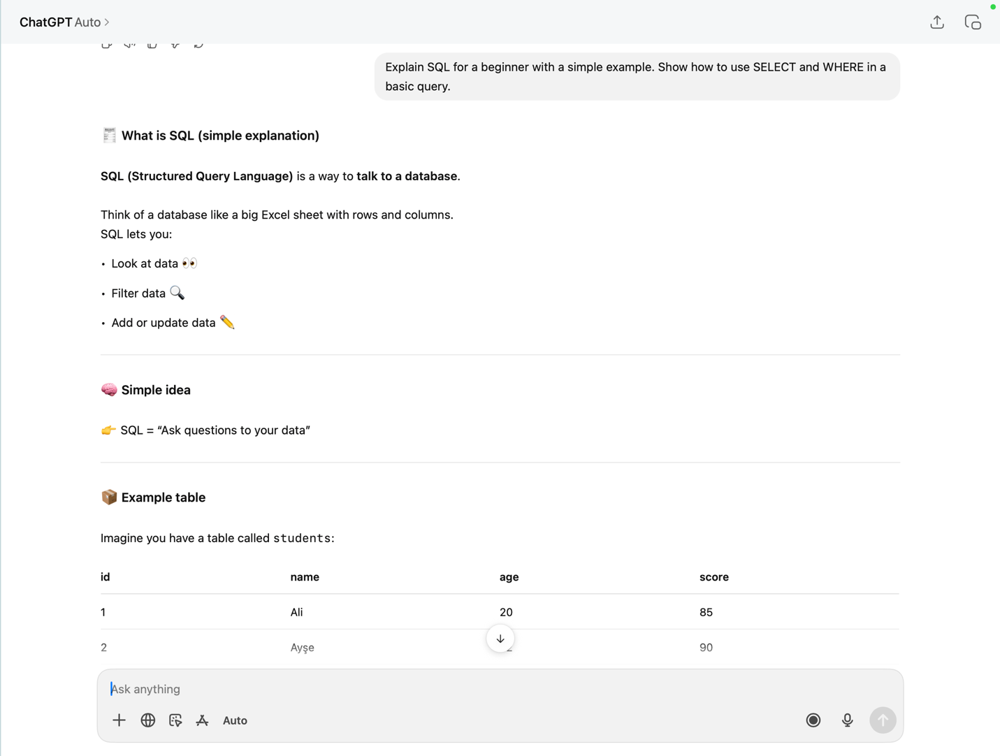 ChatGPT Auto >
Explain SQL for a beginner with a simple example. Show how to use SELECT and WHERE in a
basic query.
What is SQL (simple explanation)
SQL (Structured Query Language) is a way to talk to a database.
Think of a database like a big Excel sheet with rows and columns.
SQL lets you:
• Look at data 👀
• Filter data 🔍
• Add or update data ✏️
🧠 Simple idea
👉 SQL = “Ask questions to your data”
📦 Example table
Imagine you have a table called students:
id name age score
1 Ali 20 85
2 Ayşe 90
Ask anything
Auto